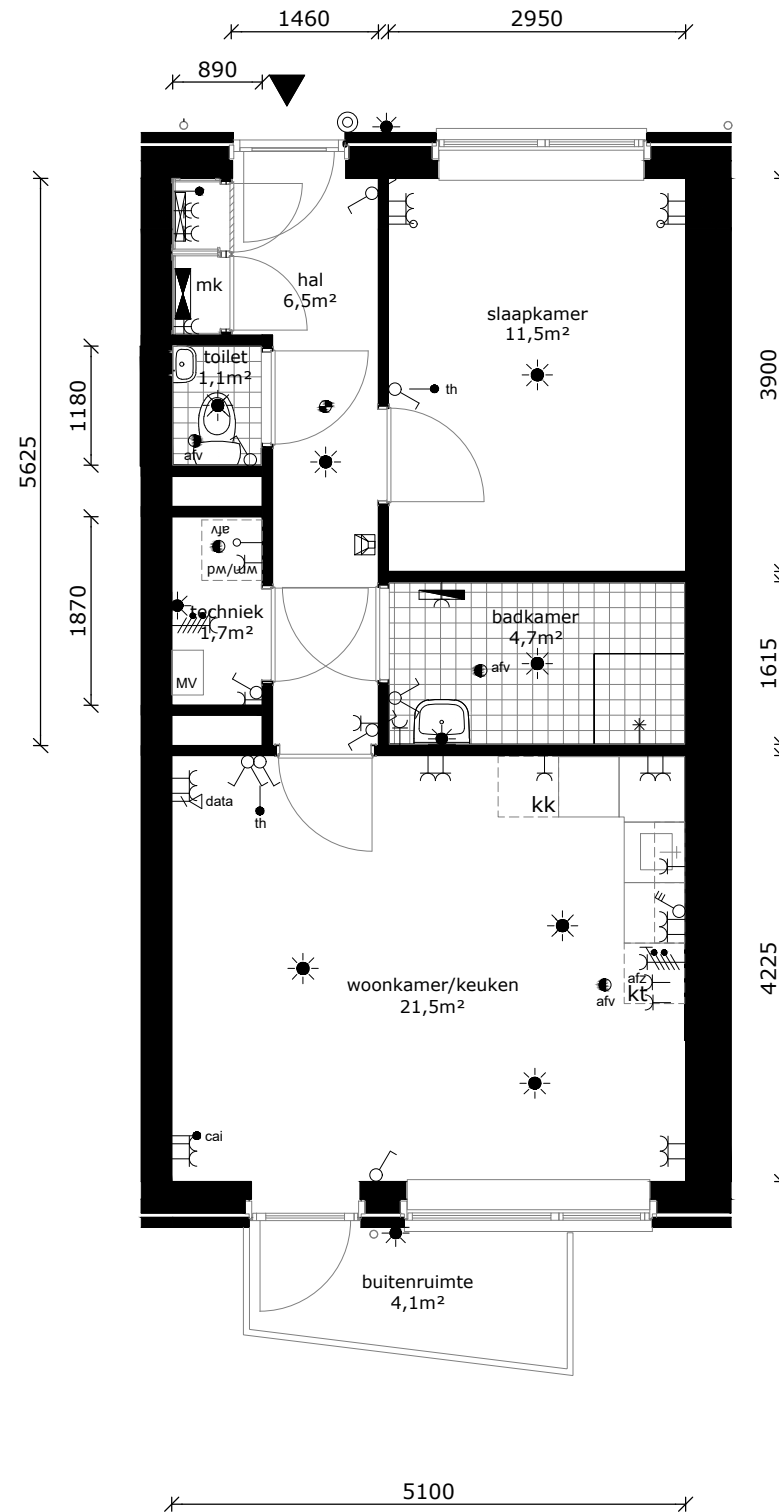 1460
2950
890
mk
hal
6,5m²
slaapkamer
11,5m²
3900
toilet
1,1m²
1180
th
afv
5625
afv
wm/wd
1870
techniek
1,7m²
badkamer
4,7m²
afv
1615
MV
data
th
kk
woonkamer/keuken
21,5m²
afz
kt
afv
4225
cai
buitenruimte
4,1m²
5100